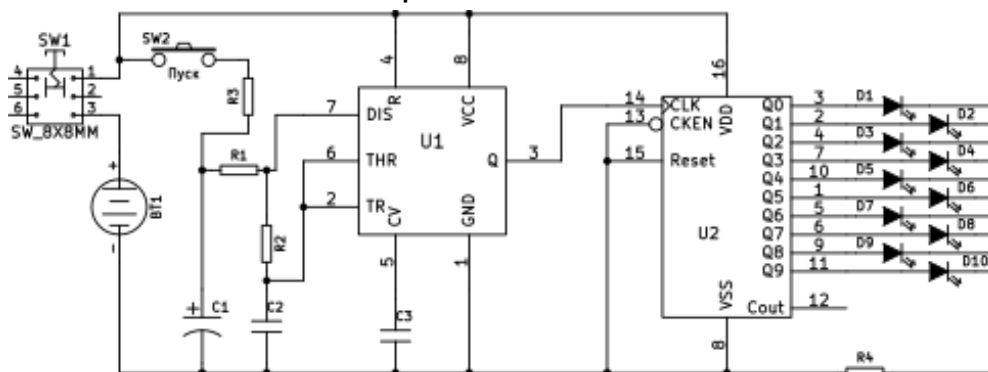 SW1
4 1
5 2
6 3
SW_8X8MM
SW2
Пуск
R3
R1
R2
+
BT1
-
+
C1
C2
C3
4
8
R
VCC
7 DIS
6 THR
2 TR
U1
Q 3
CV
GND
5
1
16
VDD
14 CLK
13 CKEN
15 Reset
U2
Q0 3 D1
Q1 2 D2
Q2 4 D3
Q3 7 D4
Q4 10 D5
Q5 1 D6
Q6 5 D7
Q7 6 D8
Q8 9 D9
Q9 11 D10
Cout 12
VSS
8
R4